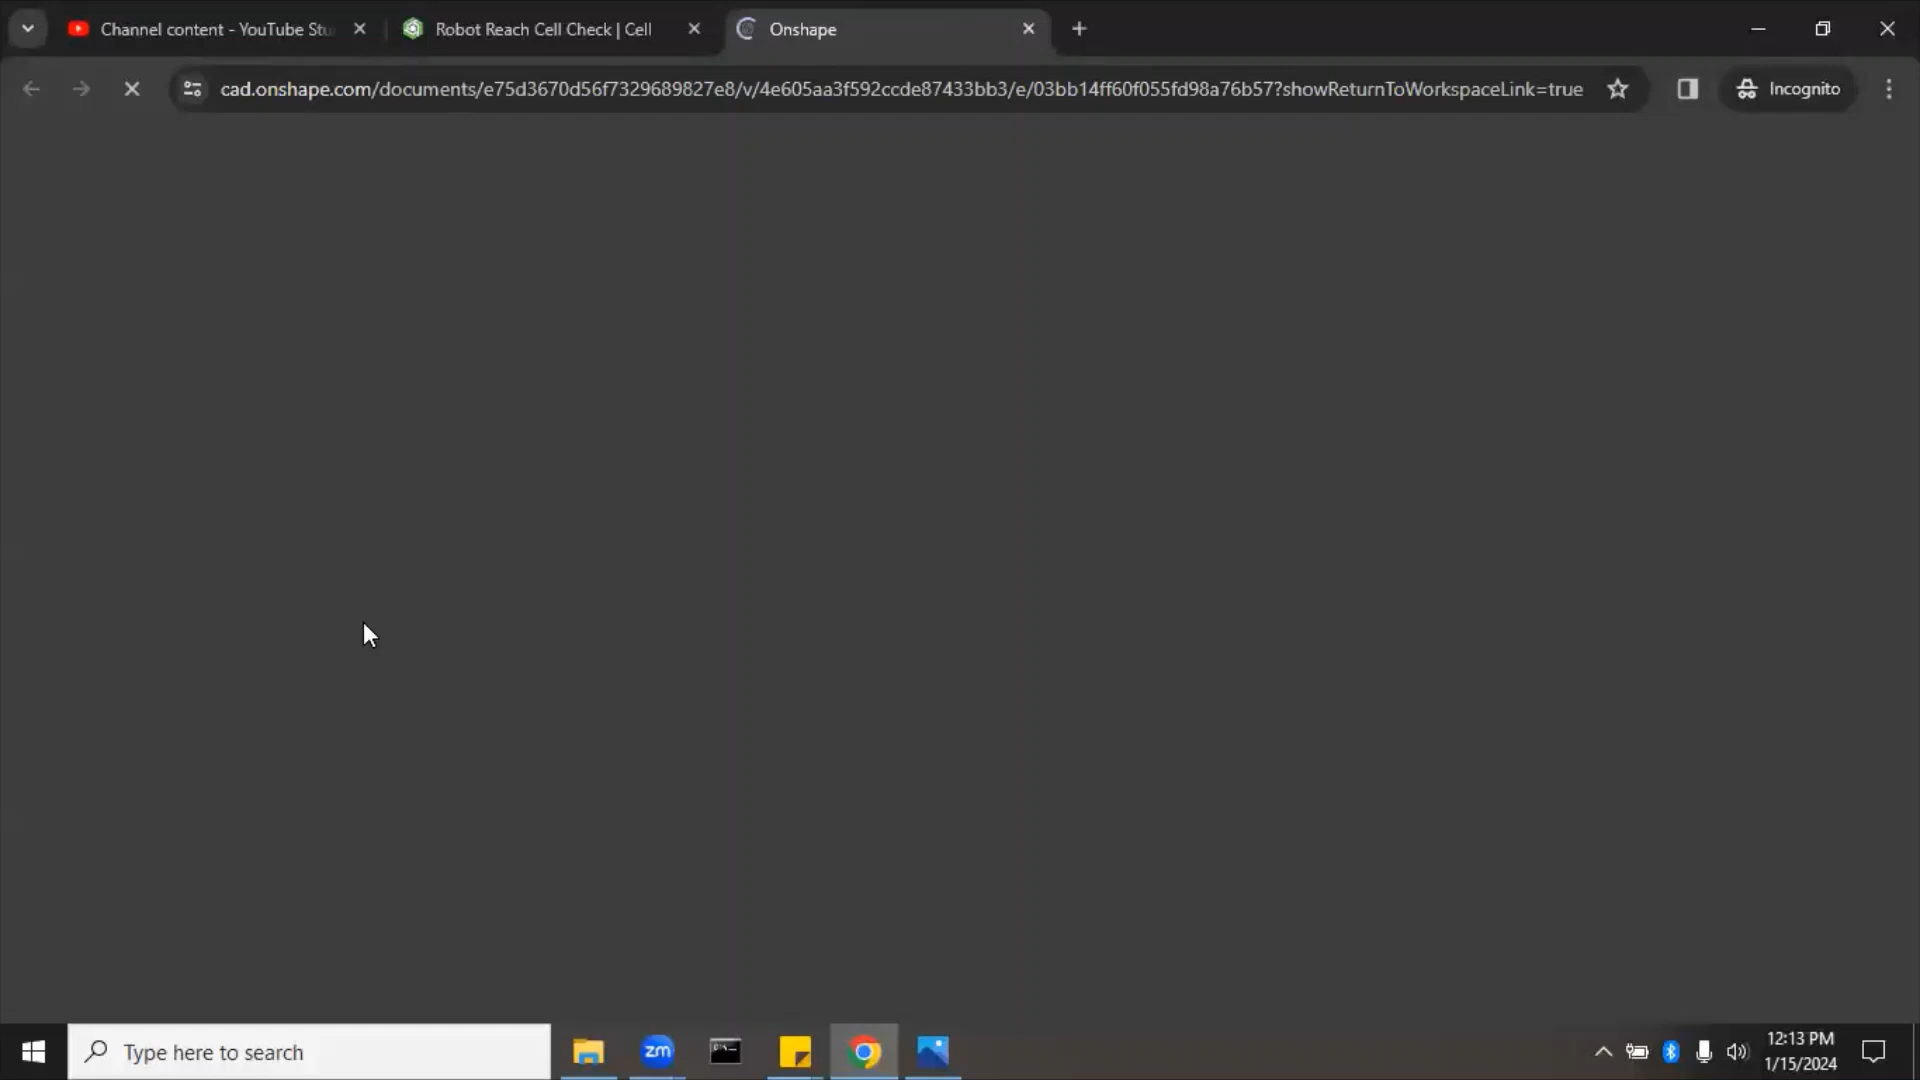 Channel content - YouTube Stu
Robot Reach Cell Check | Cell
Onshape
cad.onshape.com/documents/e75d3670d56f7329689827e8/v/4e605aa3f592ccde87433bb3/e/03bb14ff60f055fd98a76b57?showReturnToWorkspaceLink=true
Incognito
Type here to search
zm
12:13 PM
1/15/2024